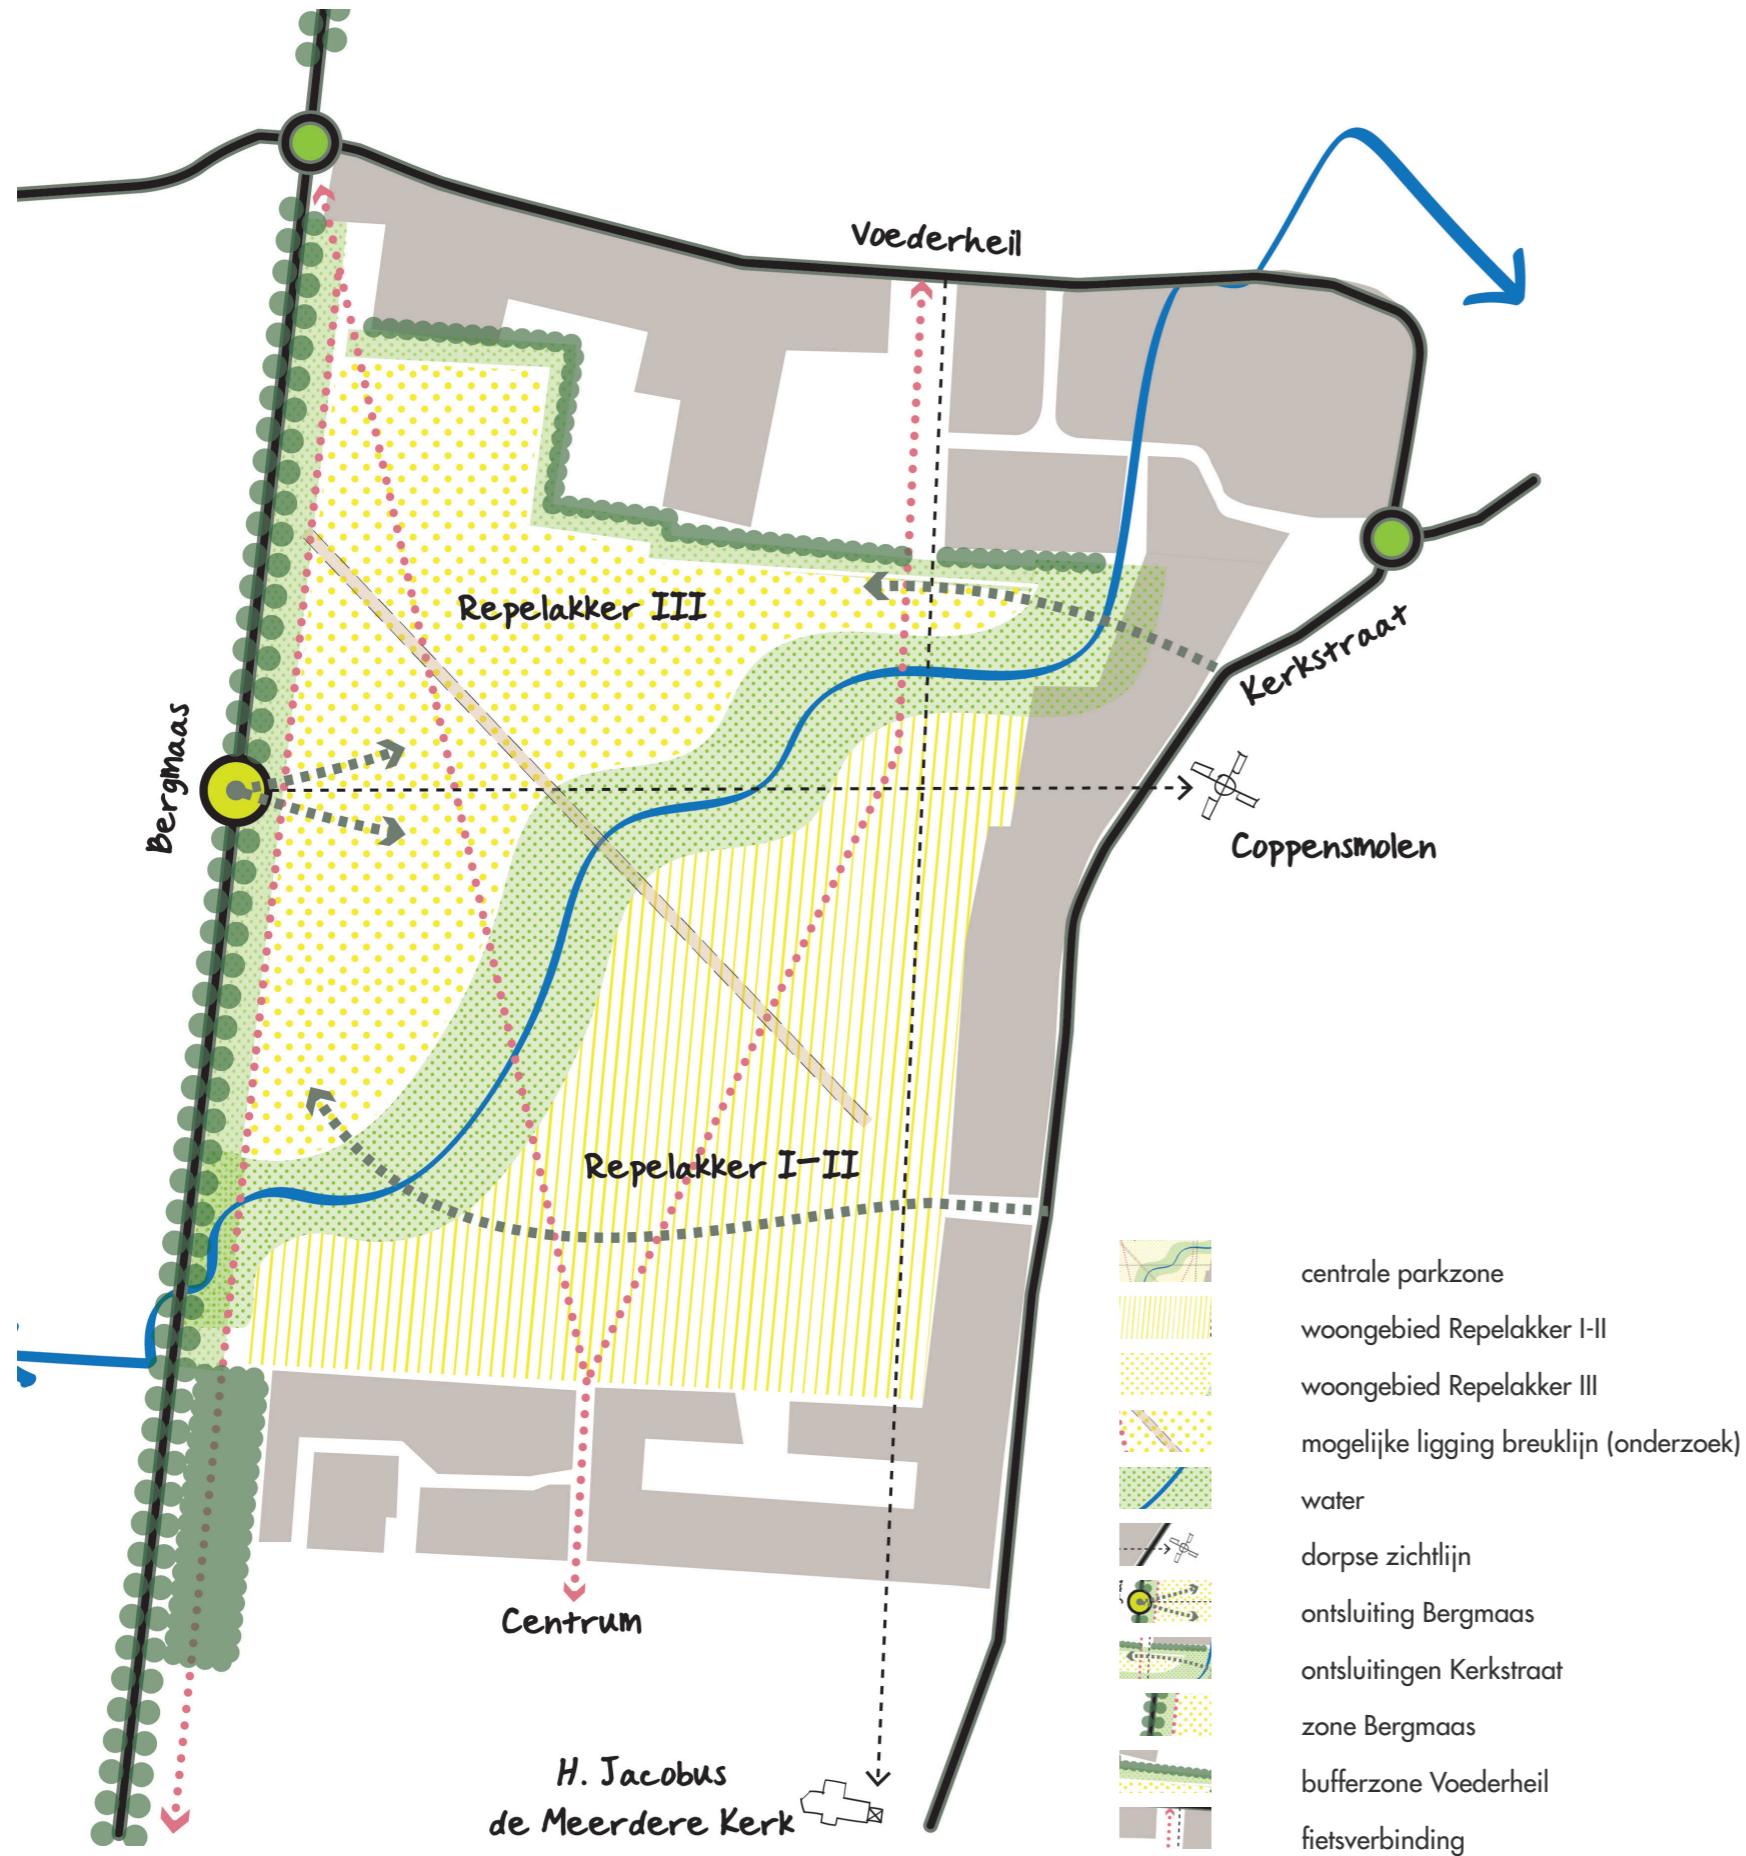 Voederheil
Repelakker III
Kerkstraat
Bergmaas
Coppensmolen
Repelakker I-II
Centrum
H. Jacobus
de Meerdere Kerk
centrale parkzone
woongebied Repelakker I-II
woongebied Repelakker III
mogelijke ligging breuklijn (onderzoek)
water
dorpse zichtlijn
ontsluiting Bergmaas
ontsluitingen Kerkstraat
zone Bergmaas
bufferzone Voederheil
fietsverbinding